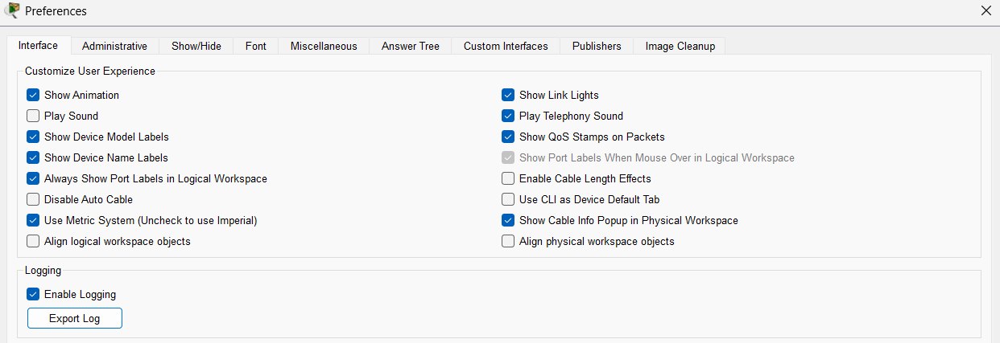 Preferences
Interface Administrative Show/Hide Font Miscellaneous Answer Tree Custom Interfaces Publishers Image Cleanup
Customize User Experience
Show Animation Show Link Lights
Play Sound Play Telephony Sound
Show Device Model Labels Show QoS Stamps on Packets
Show Device Name Labels Show Port Labels When Mouse Over in Logical Workspace
Always Show Port Labels in Logical Workspace Enable Cable Length Effects
Disable Auto Cable Use CLI as Device Default Tab
Use Metric System (Uncheck to use Imperial) Show Cable Info Popup in Physical Workspace
Align logical workspace objects Align physical workspace objects
Logging
Enable Logging
Export Log